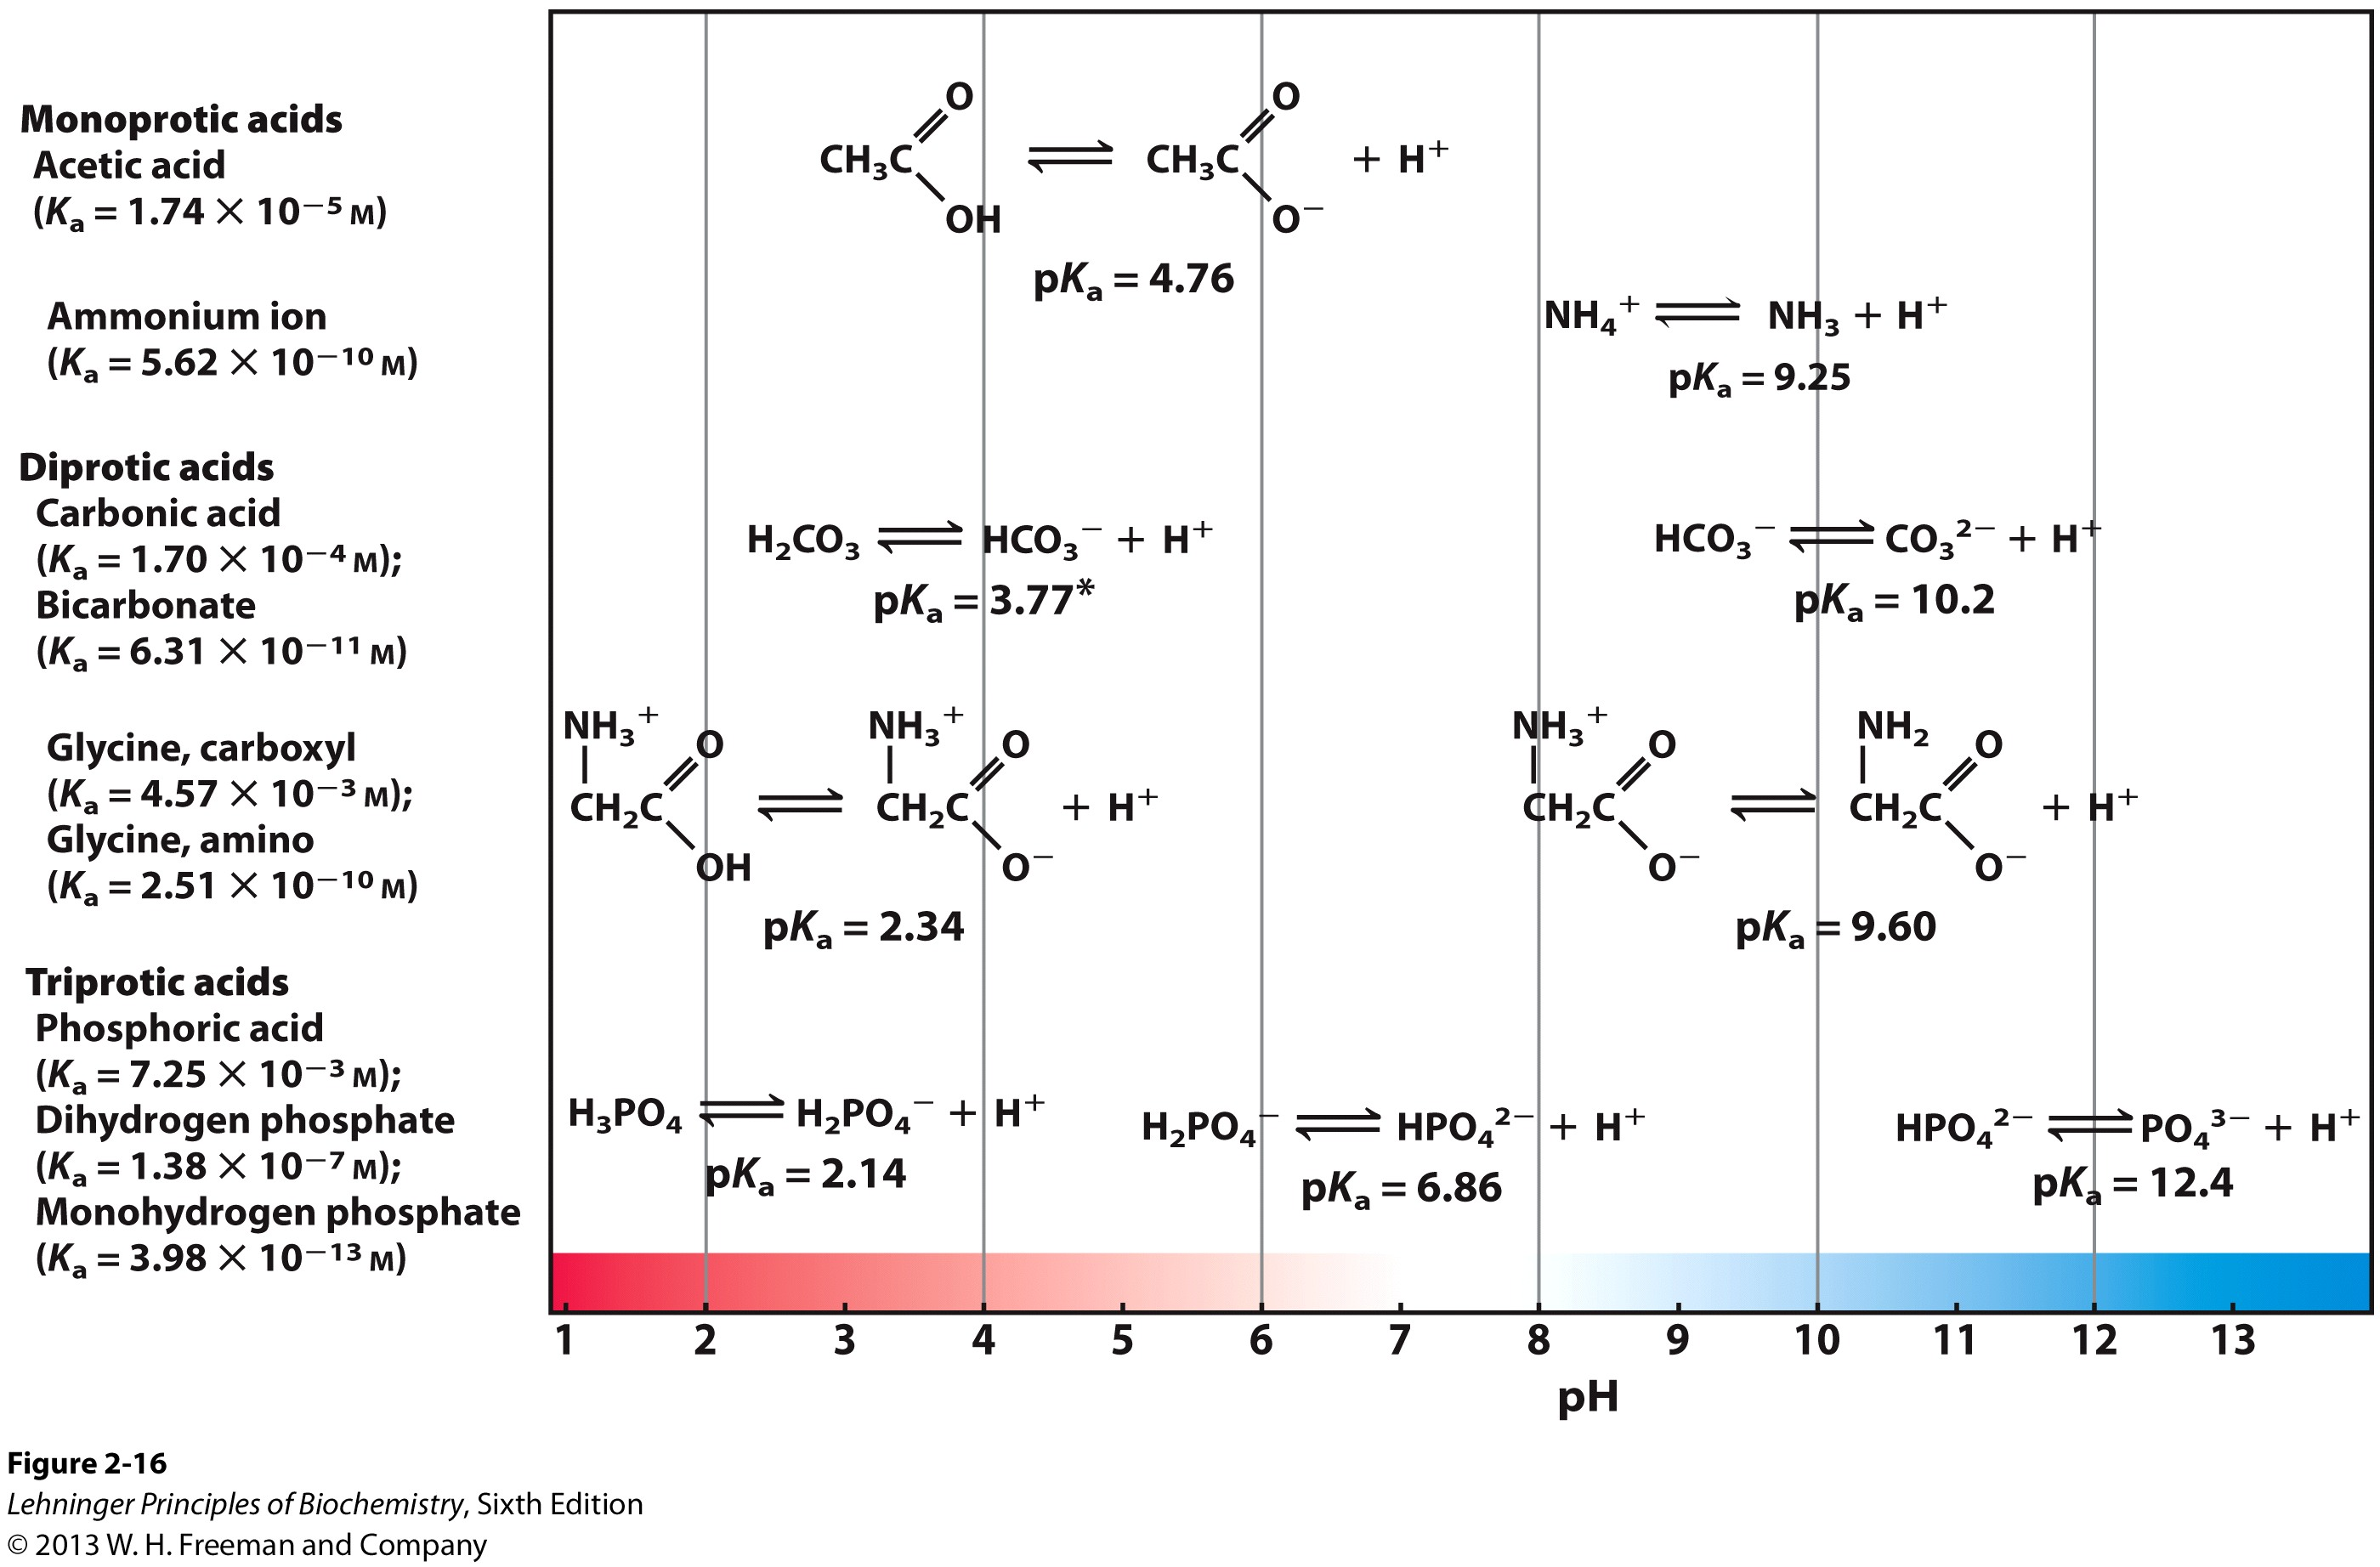 Monoprotic acids
Acetic acid
(Ka = 1.74 × 10−5 M)
Ammonium ion
(Ka = 5.62 × 10−10 M)
Diprotic acids
Carbonic acid
(Ka = 1.70 × 10−4 M);
Bicarbonate
(Ka = 6.31 × 10−11 M)
Glycine, carboxyl
(Ka = 4.57 × 10−3 M);
Glycine, amino
(Ka = 2.51 × 10−10 M)
Triprotic acids
Phosphoric acid
(Ka = 7.25 × 10−3 M);
Dihydrogen phosphate
(Ka = 1.38 × 10−7 M);
Monohydrogen phosphate
(Ka = 3.98 × 10−13 M)
O O
CH3C ⇌ CH3C + H+
OH O−
pKa = 4.76
NH4+ ⇌ NH3 + H+
pKa = 9.25
H2CO3 ⇌ HCO3− + H+
pKa = 3.77*
HCO3− ⇌ CO32− + H+
pKa = 10.2
NH3+ NH3+
O O
CH2C ⇌ CH2C + H+
OH O−
pKa = 2.34
NH3+ NH2
O O
CH2C ⇌ CH2C + H+
O− O−
pKa = 9.60
H3PO4 ⇌ H2PO4− + H+
pKa = 2.14
H2PO4− ⇌ HPO42− + H+
pKa = 6.86
HPO42− ⇌ PO43− + H+
pKa = 12.4
1 2 3 4 5 6 7 8 9 10 11 12 13
pH
Figure 2-16
Lehninger Principles of Biochemistry, Sixth Edition
© 2013 W. H. Freeman and Company